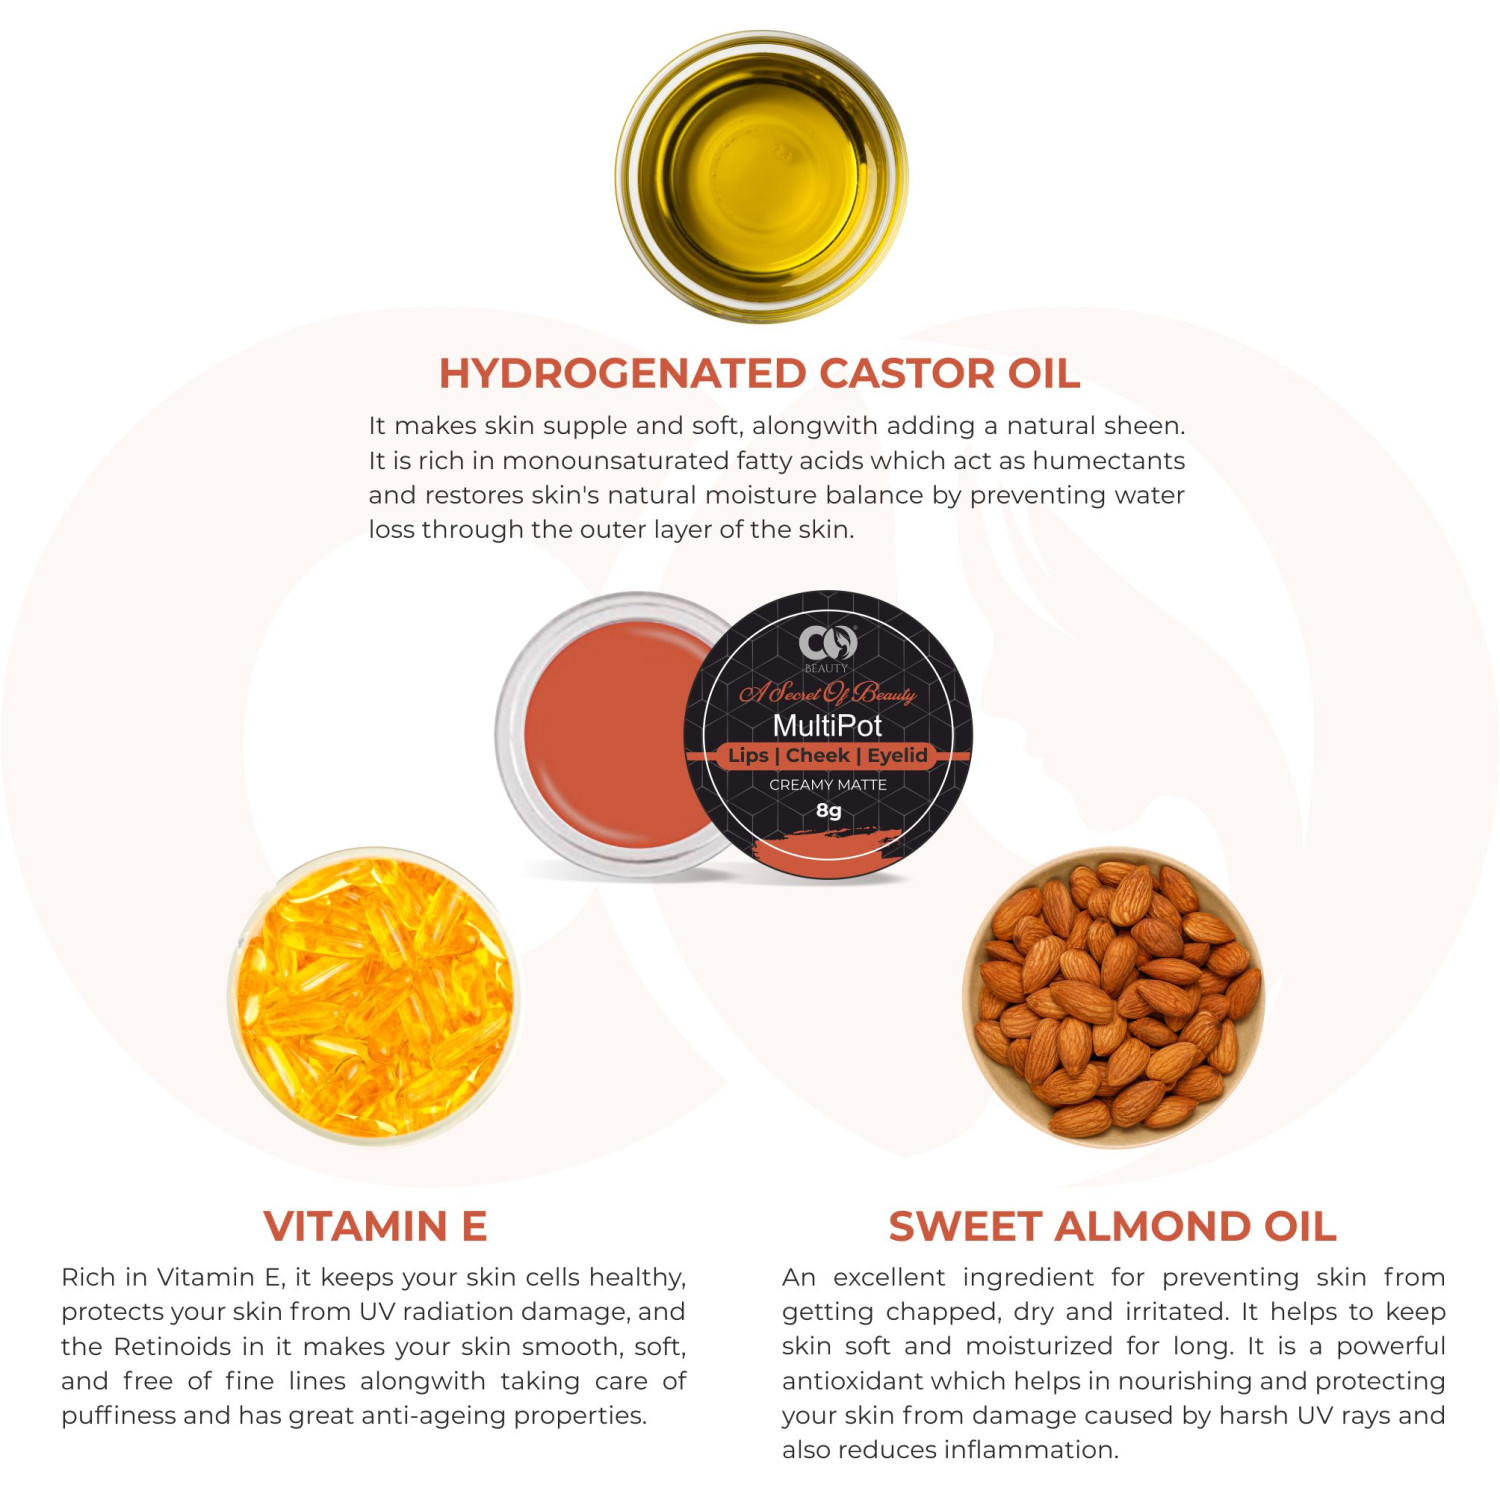 HYDROGENATED CASTOR OIL
It makes skin supple and soft, alongwith adding a natural sheen.
It is rich in monounsaturated fatty acids which act as humectants
and restores skin's natural moisture balance by preventing water
loss through the outer layer of the skin.
CO®
BEAUTY
A Secret Of Beauty
MultiPot
Lips | Cheek | Eyelid
CREAMY MATTE
8g
VITAMIN E
Rich in Vitamin E, it keeps your skin cells healthy,
protects your skin from UV radiation damage, and
the Retinoids in it makes your skin smooth, soft,
and free of fine lines alongwith taking care of
puffiness and has great anti-ageing properties.
SWEET ALMOND OIL
An excellent ingredient for preventing skin from
getting chapped, dry and irritated. It helps to keep
skin soft and moisturized for long. It is a powerful
antioxidant which helps in nourishing and protecting
your skin from damage caused by harsh UV rays and
also reduces inflammation.